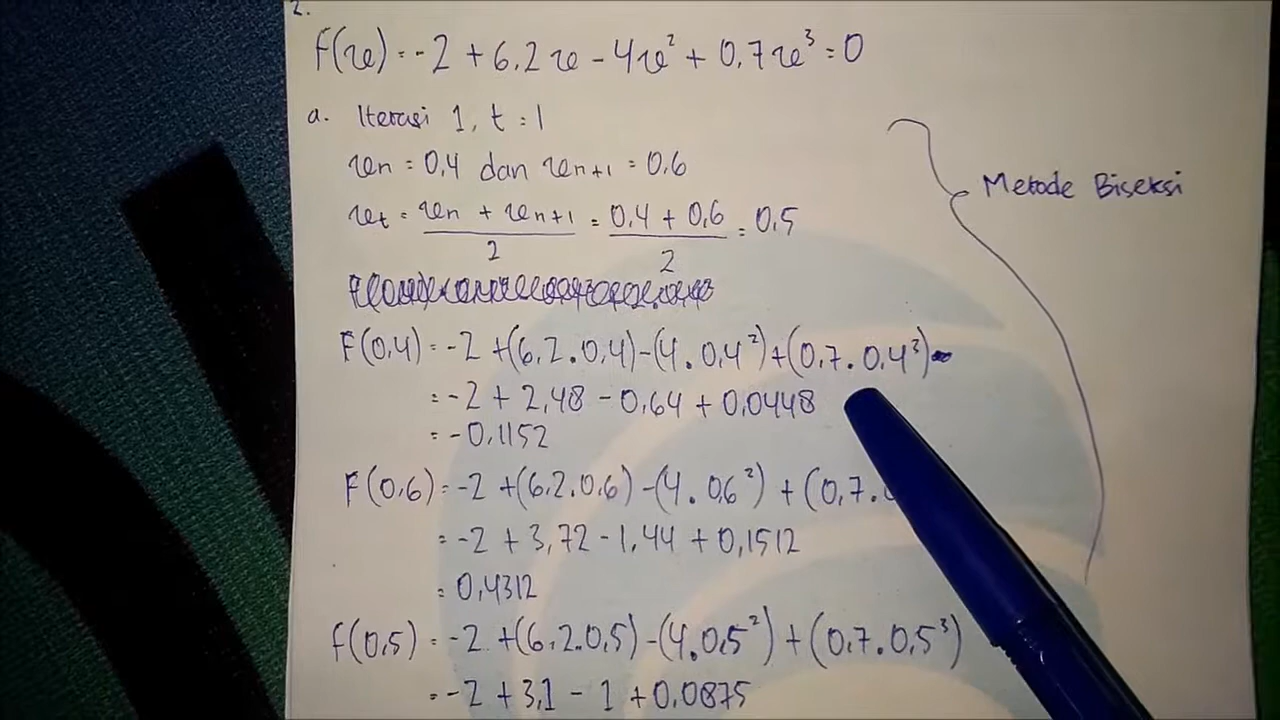 2.
f(x) = -2 + 6,2x - 4x² + 0,7x³ = 0
a. Iterasi 1, t = 1
xn = 0,4 dan xn+1 = 0,6
xt = xn + xn+1 / 2 = 0,4 + 0,6 / 2 = 0,5
Metode Biseksi
F(0,4) = -2 + (6,2 . 0,4) - (4 . 0,4²) + (0,7 . 0,4³)
= -2 + 2,48 - 0,64 + 0,0448
= -0,1152
F(0,6) = -2 + (6,2 . 0,6) - (4 . 0,6²) + (0,7 .
= -2 + 3,72 - 1,44 + 0,1512
= 0,4312
f(0,5) = -2 + (6,2 . 0,5) - (4 . 0,5²) + (0,7 . 0,5³)
= -2 + 3,1 - 1 + 0,0875